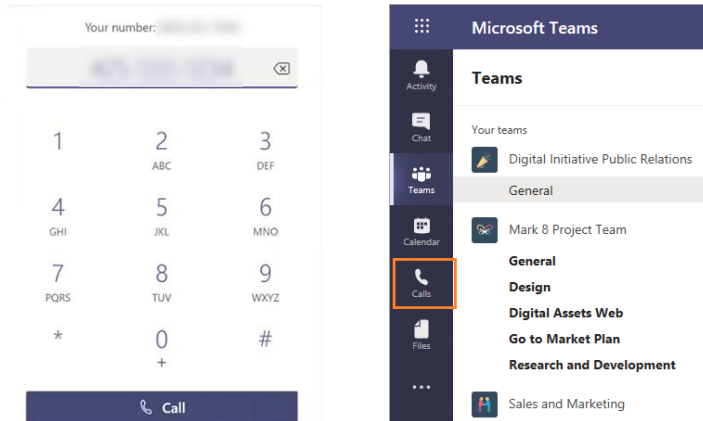 Your number:
1 2 3
ABC DEF
4 5 6
GHI JKL MNO
7 8 9
PQRS TUV WXYZ
* 0 #
+
Call
Microsoft Teams
Activity
Chat
Teams
Calendar
Calls
Files
Teams
Your teams
Digital Initiative Public Relations
General
Mark 8 Project Team
General
Design
Digital Assets Web
Go to Market Plan
Research and Development
Sales and Marketing